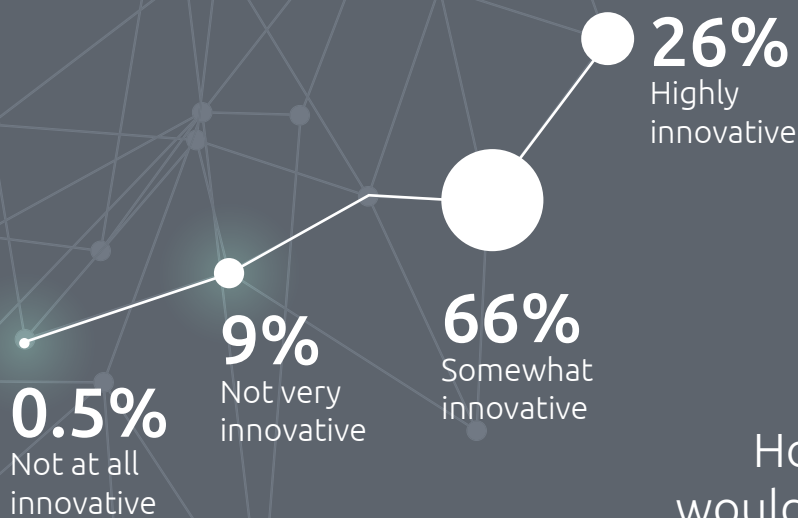 26%
Highly
innovative
66%
Somewhat
innovative
9%
Not very
innovative
0.5%
Not at all
innovative